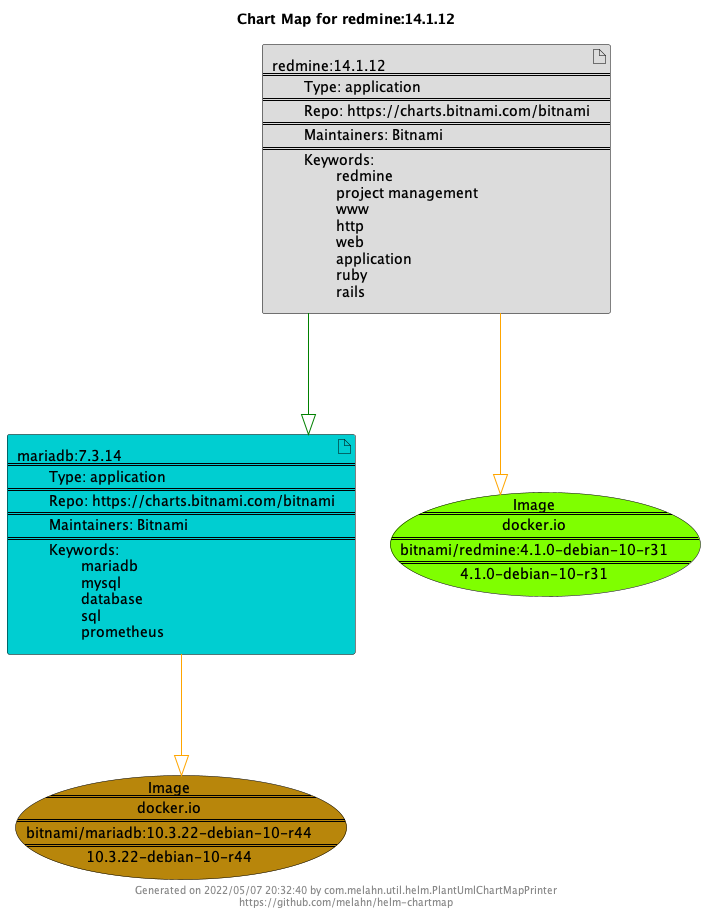 Chart Map for redmine:14.1.12
redmine:14.1.12
Type: application
Repo: https://charts.bitnami.com/bitnami
Maintainers: Bitnami
Keywords:
redmine
project management
www
http
web
application
ruby
rails
mariadb:7.3.14
Type: application
Repo: https://charts.bitnami.com/bitnami
Maintainers: Bitnami
Keywords:
mariadb
mysql
database
sql
prometheus
Image
docker.io
bitnami/redmine:4.1.0-debian-10-r31
4.1.0-debian-10-r31
Image
docker.io
bitnami/mariadb:10.3.22-debian-10-r44
10.3.22-debian-10-r44
Generated on 2022/05/07 20:32:40 by com.melahn.util.helm.PlantUmlChartMapPrinter
https://github.com/melahn/helm-chartmap